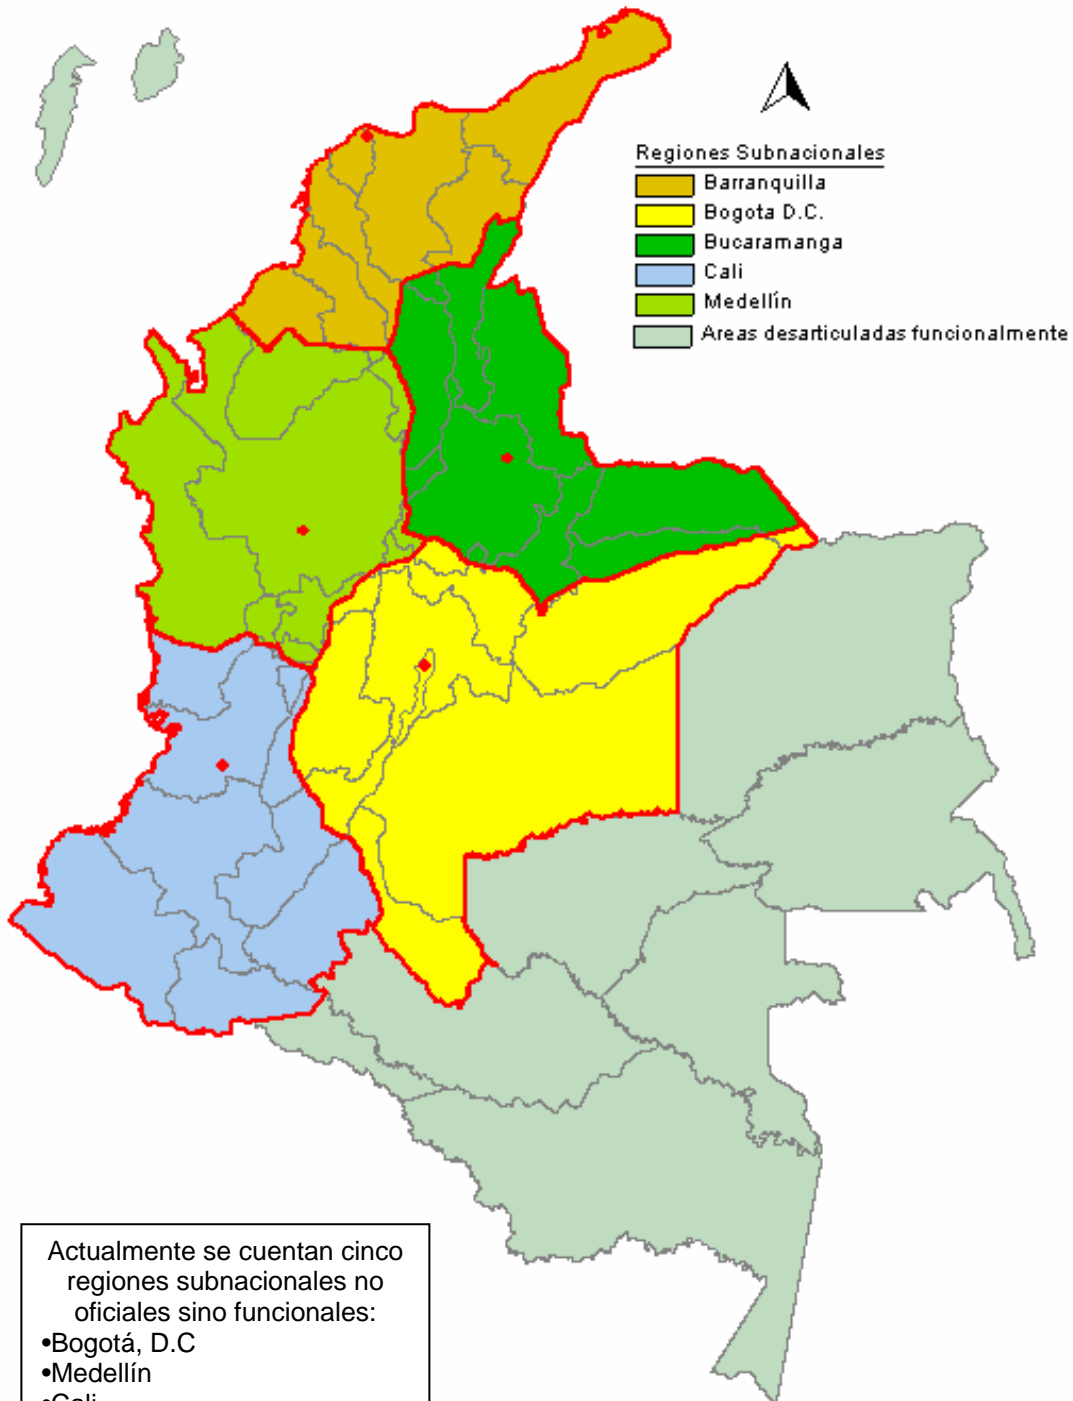 Regiones Subnacionales
Barranquilla
Bogota D.C.
Bucaramanga
Cali
Medellín
Areas desarticuladas funcionalmente
Actualmente se cuentan cinco
regiones subnacionales no
oficiales sino funcionales:
•Bogotá, D.C
•Medellín
•Cali